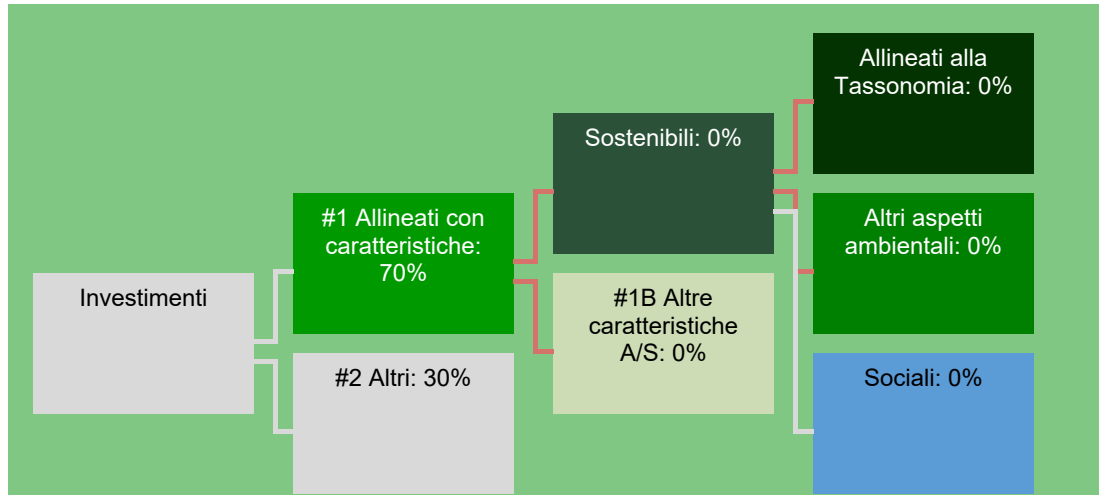 Investimenti
#1 Allineati con
caratteristiche:
70%
#2 Altri: 30%
Sostenibili: 0%
#1B Altre
caratteristiche
A/S: 0%
Allineati alla
Tassonomia: 0%
Altri aspetti
ambientali: 0%
Sociali: 0%